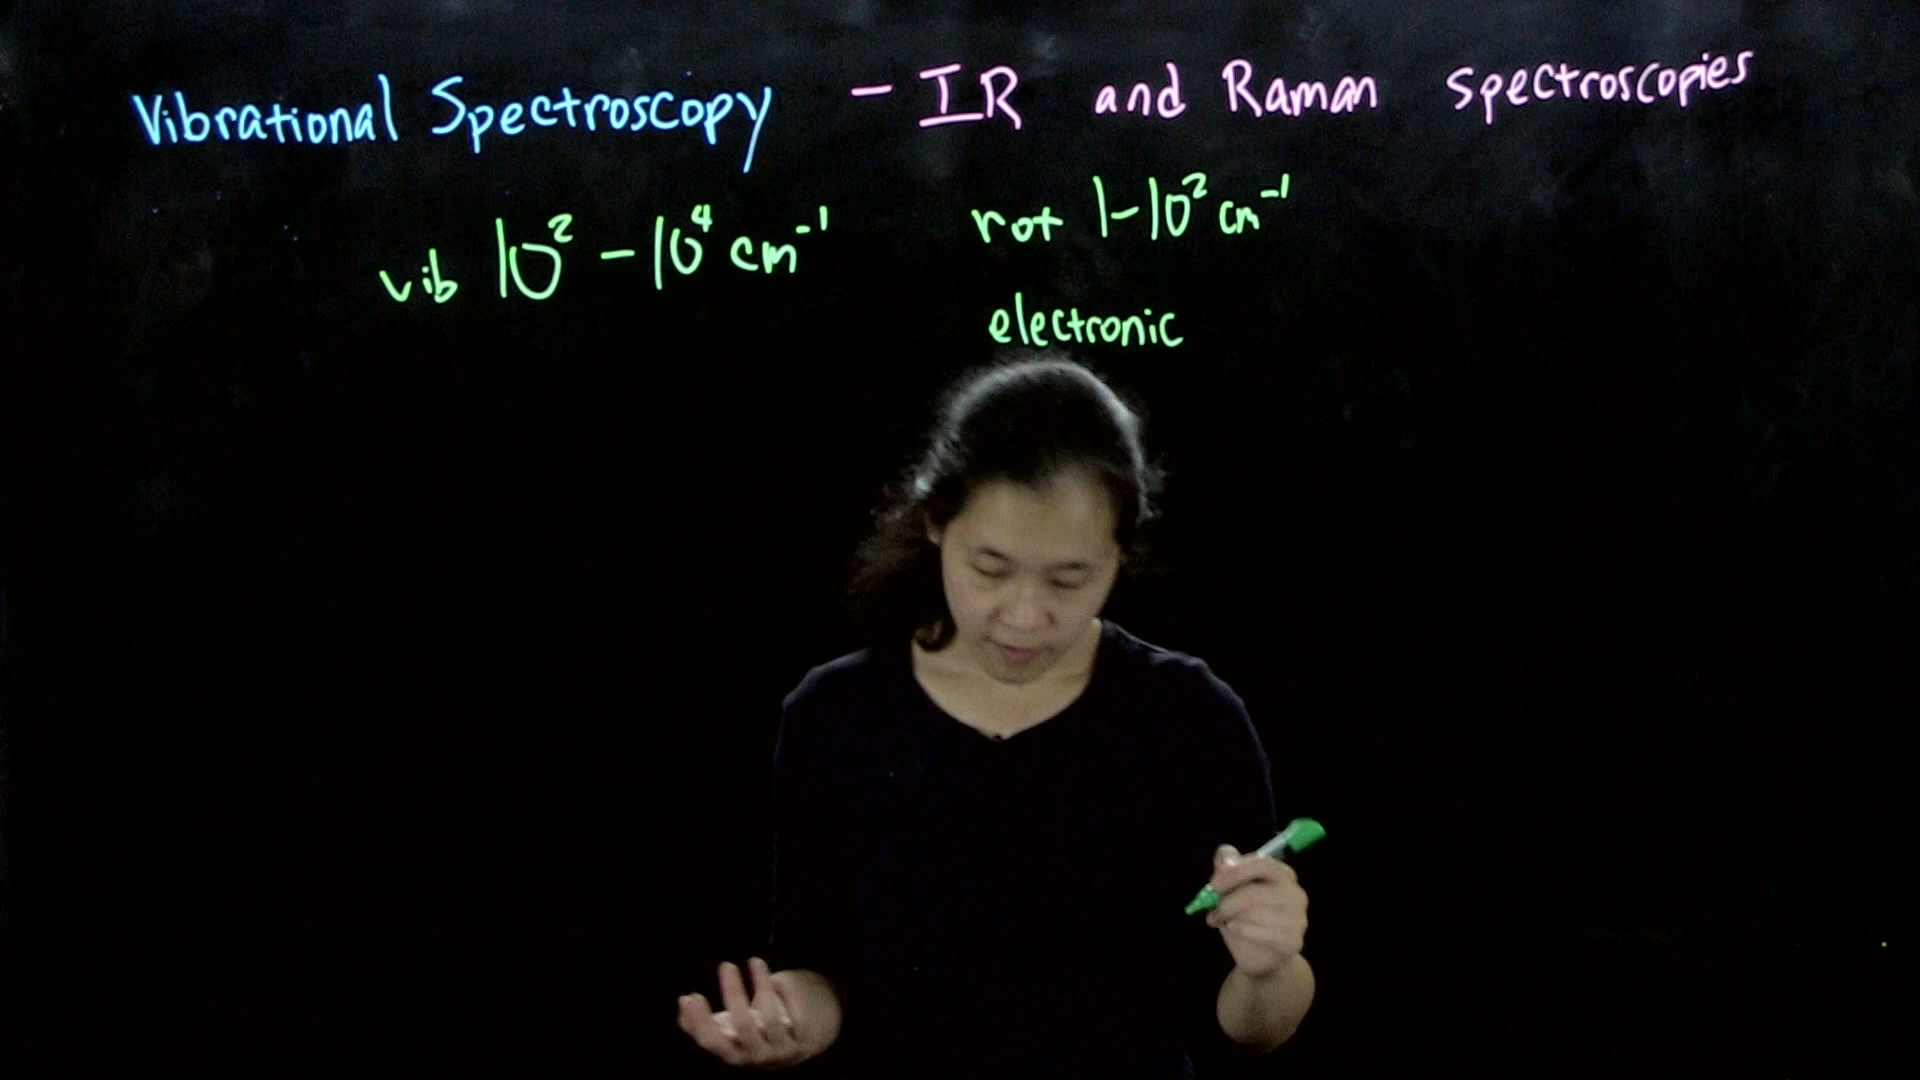 Vibrational Spectroscopy - IR and Raman spectroscopies
vib 10² - 10⁴ cm⁻¹
rot 1-10² cm⁻¹
electronic